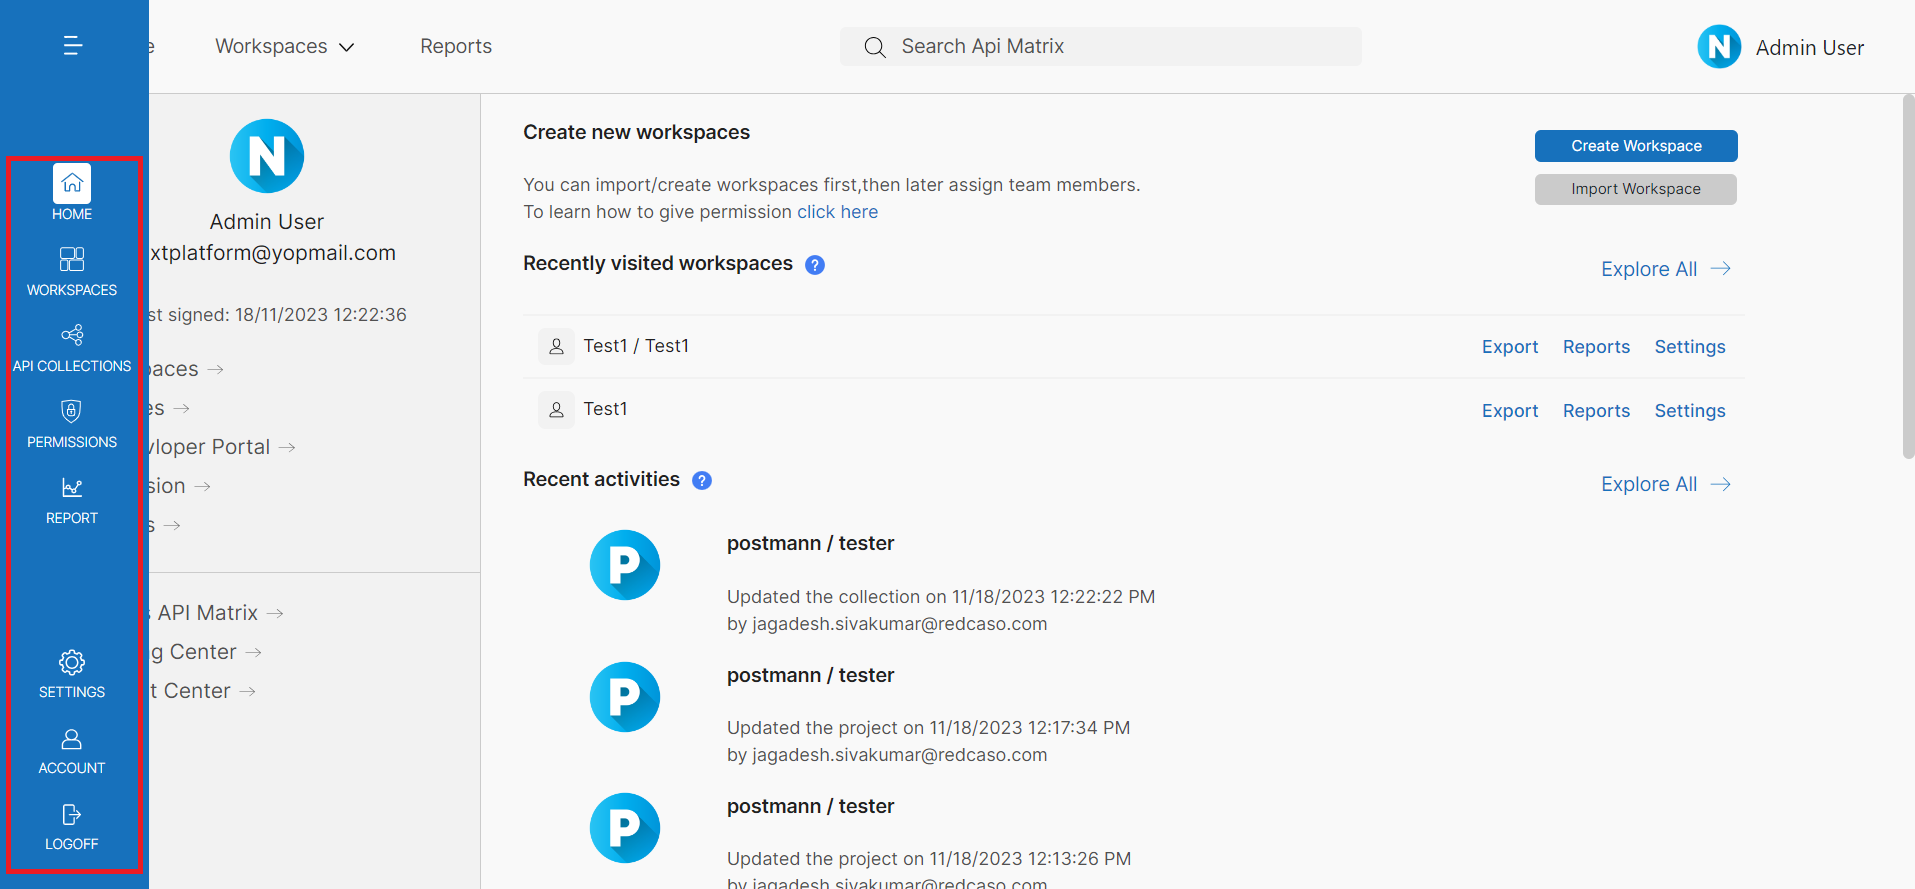 Workspaces
Reports
Search Api Matrix
N
Admin User
HOME
WORKSPACES
API COLLECTIONS
PERMISSIONS
REPORT
SETTINGS
ACCOUNT
LOGOFF
N
Admin User
xtplatform@yopmail.com
st signed: 18/11/2023 12:22:36
paces
es
vloper Portal
sion
s
s API Matrix
g Center
t Center
Create new workspaces
You can import/create workspaces first,then later assign team members.
To learn how to give permission click here
Create Workspace
Import Workspace
Recently visited workspaces ?
Explore All
Test1 / Test1
Export Reports Settings
Test1
Export Reports Settings
Recent activities ?
Explore All
P
postmann / tester
Updated the collection on 11/18/2023 12:22:22 PM
by jagadesh.sivakumar@redcaso.com
P
postmann / tester
Updated the project on 11/18/2023 12:17:34 PM
by jagadesh.sivakumar@redcaso.com
P
postmann / tester
Updated the project on 11/18/2023 12:13:26 PM
by jagadesh.sivakumar@redcaso.com